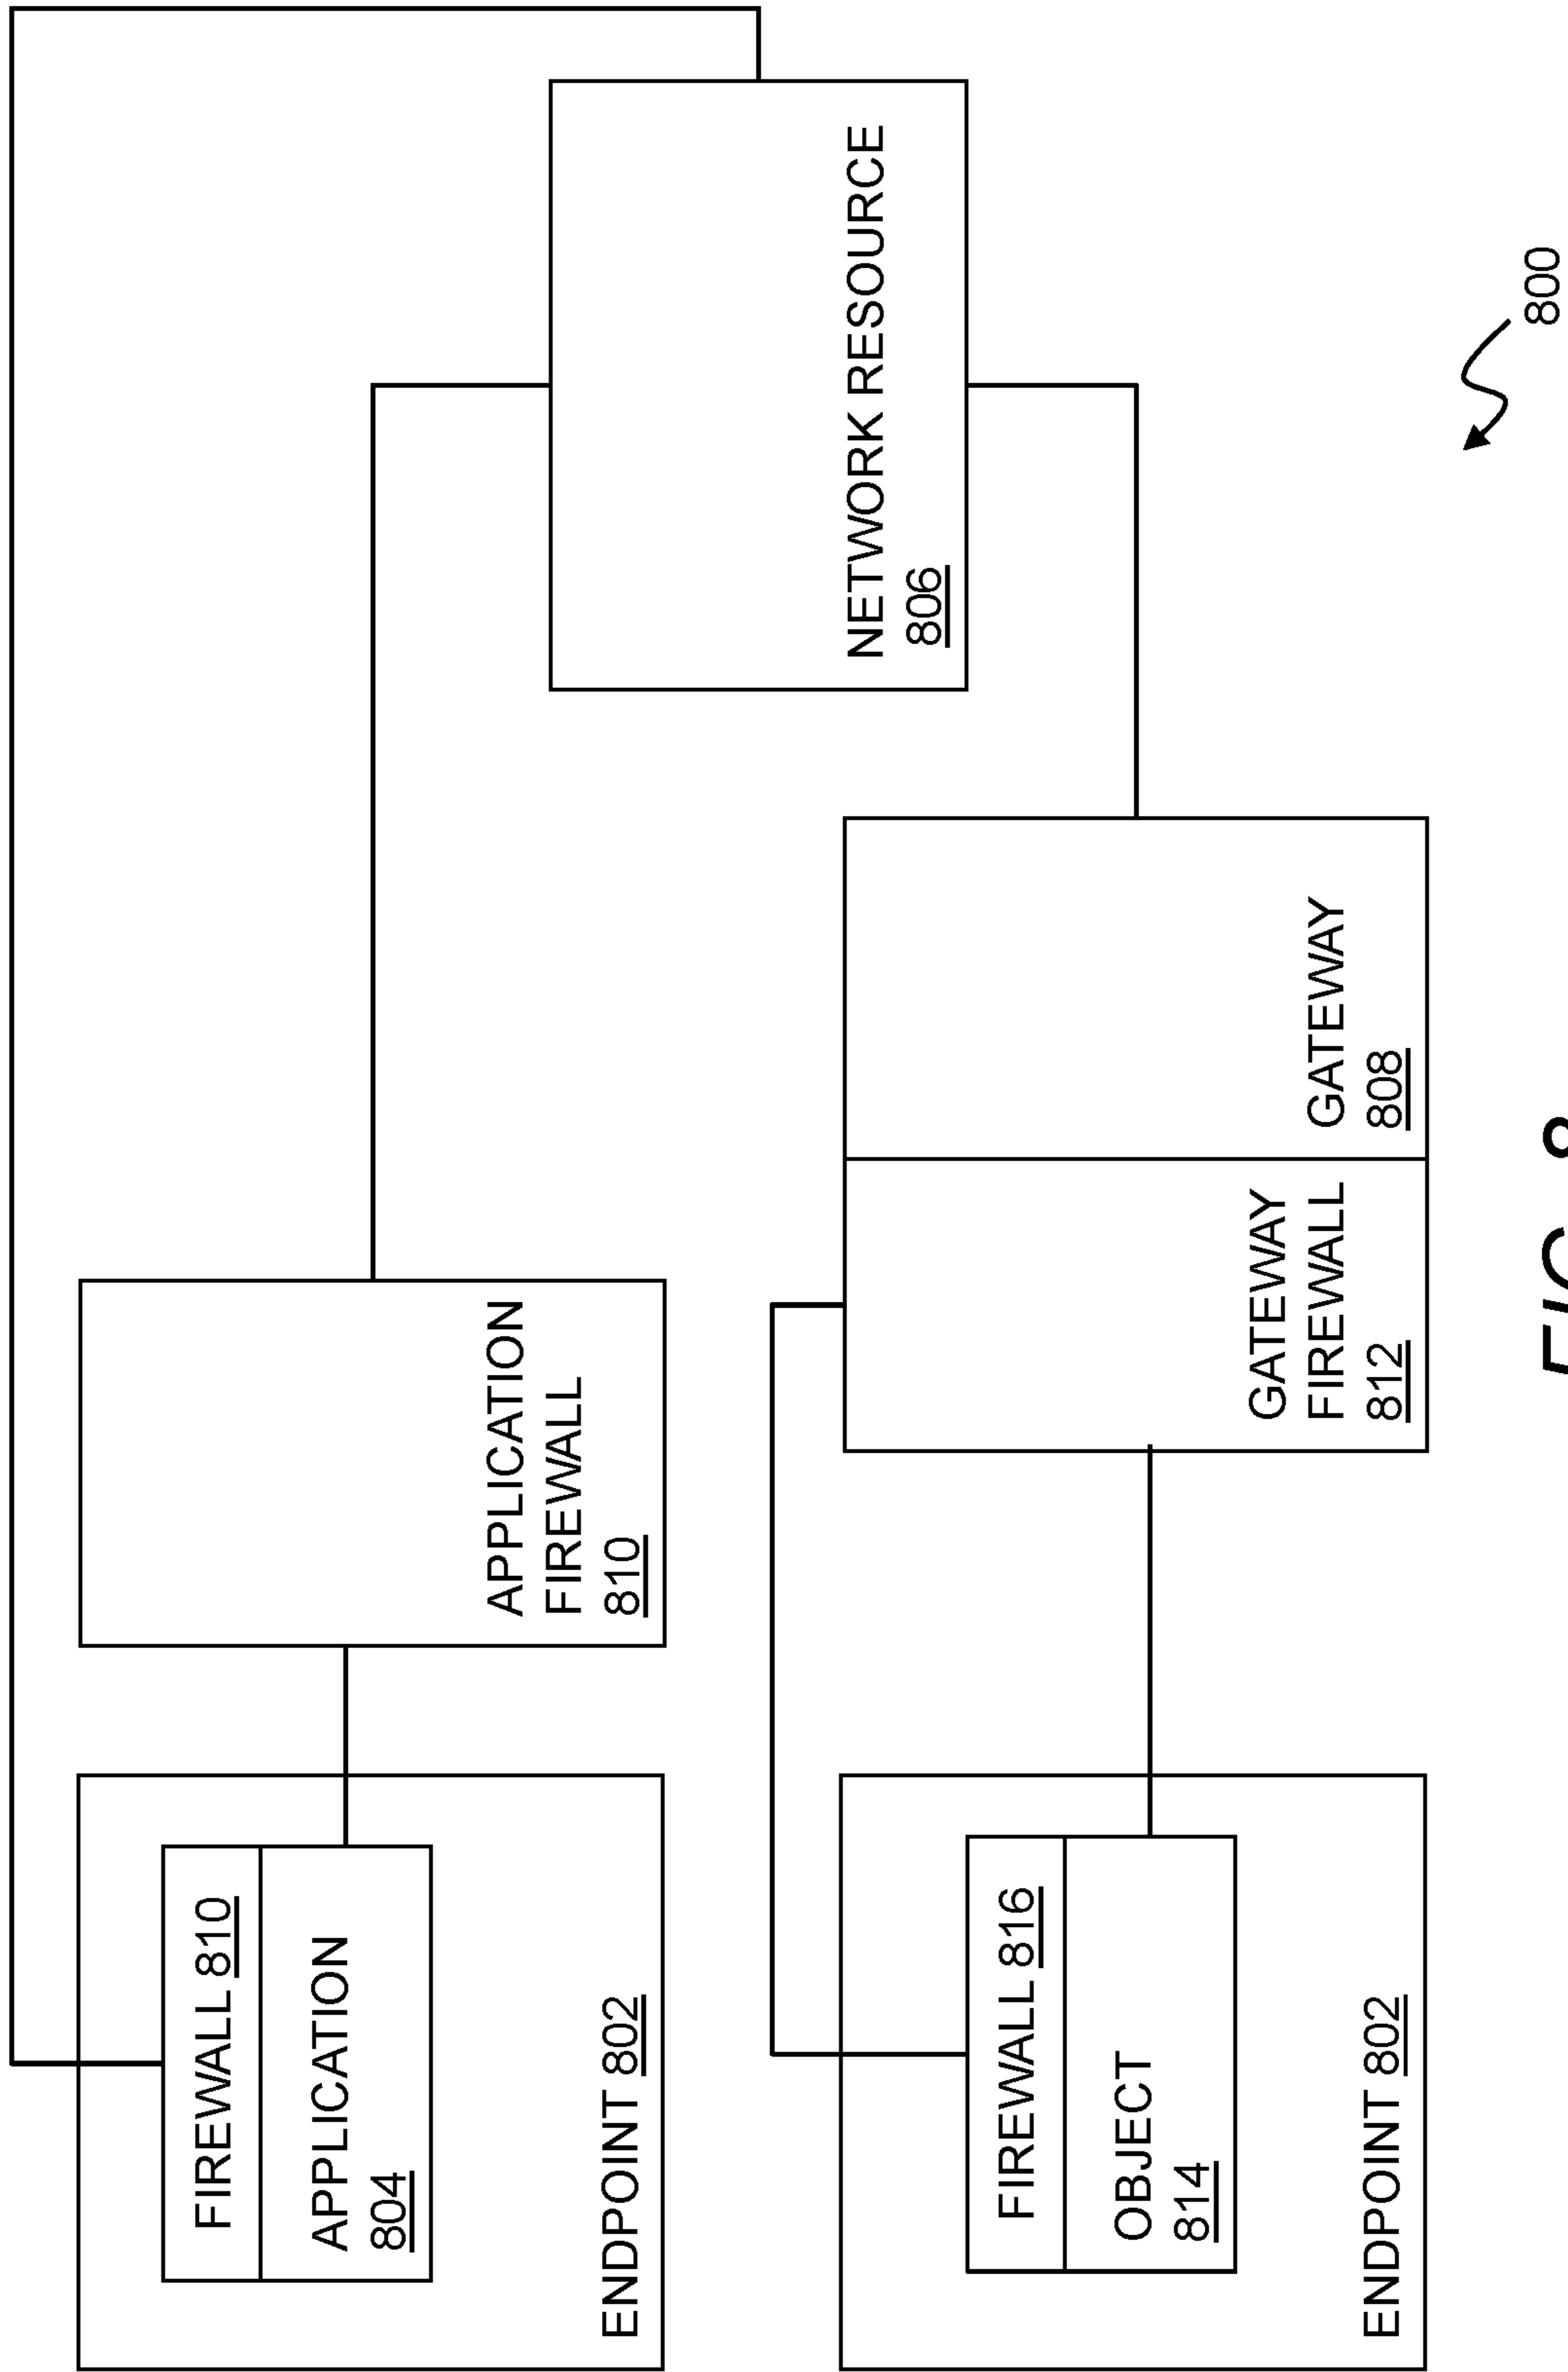 FIREWALL 810
APPLICATION
804
ENDPOINT 802
APPLICATION
FIREWALL
810
NETWORK RESOURCE
806
FIREWALL 816
OBJECT
814
ENDPOINT 802
GATEWAY
FIREWALL
812
GATEWAY
808
800